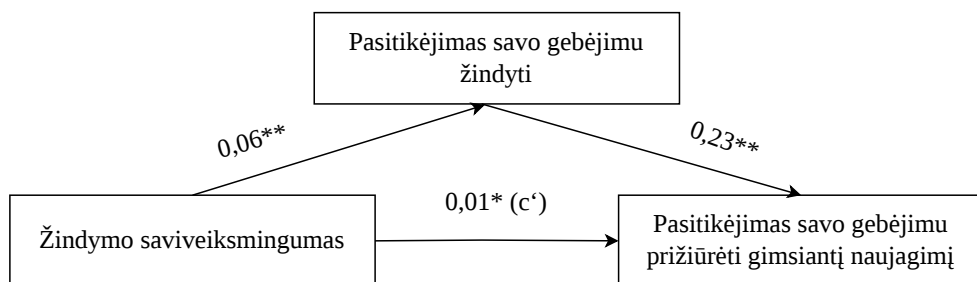 Pasitikėjimas savo gebėjimu
žindyti
0,06**
0,23**
0,01* (c‘)
Žindymo saviveiksmingumas
Pasitikėjimas savo gebėjimu
prižiūrėti gimsiantį naujagimį